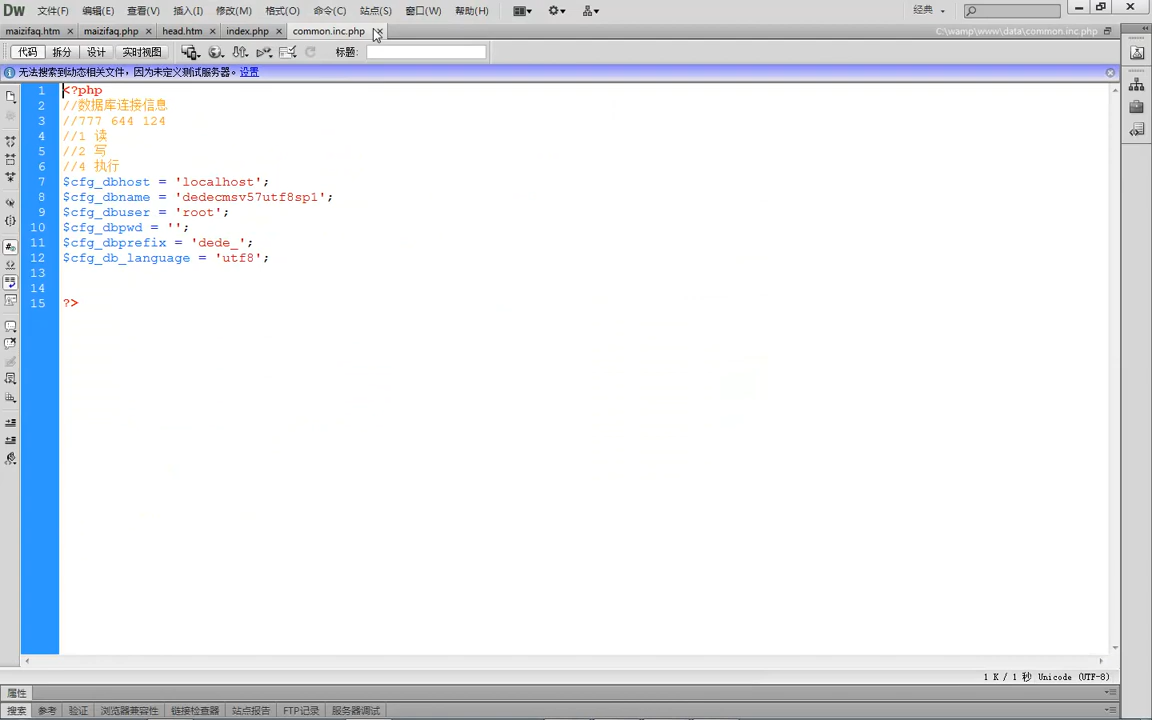 Dw 文件(F) 编辑(E) 查看(V) 插入(I) 修改(M) 格式(O) 命令(C) 站点(S) 窗口(W) 帮助(H) 经典
maizifaq.htm × maizifaq.php × head.htm × index.php × common.inc.php × C:\wamp\www\data\common.inc.php
代码 拆分 设计 实时视图 标题:
无法搜索到动态相关文件，因为未定义测试服务器。设置
1 <?php
2 //数据库连接信息
3 //777 644 124
4 //1 读
5 //2 写
6 //4 执行
7 $cfg_dbhost = 'localhost';
8 $cfg_dbname = 'dedecmsv57utf8sp1';
9 $cfg_dbuser = 'root';
10 $cfg_dbpwd = '';
11 $cfg_dbprefix = 'dede_';
12 $cfg_db_language = 'utf8';
13
14
15 ?>
1 K / 1 秒 Unicode (UTF-8)
属性
搜索 参考 验证 浏览器兼容性 链接检查器 站点报告 FTP记录 服务器调试